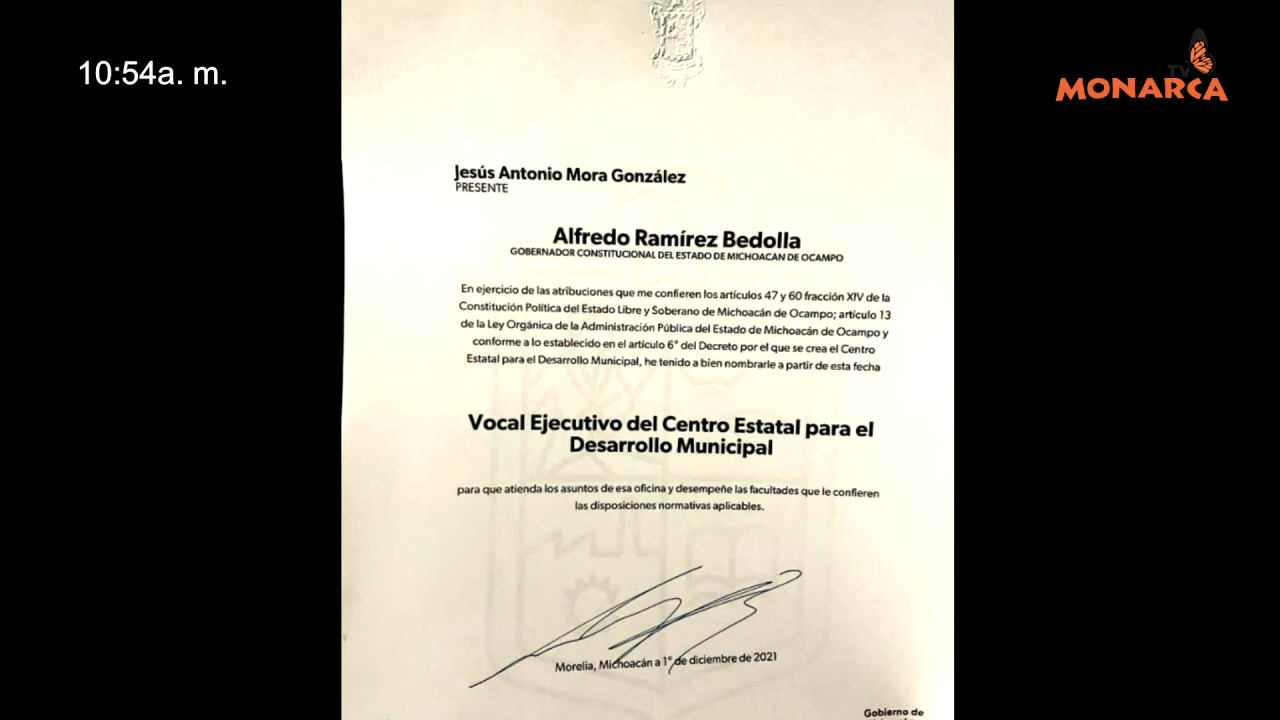 10:54a. m.
TV
MONARCA
Jesús Antonio Mora González
PRESENTE
Alfredo Ramírez Bedolla
GOBERNADOR CONSTITUCIONAL DEL ESTADO DE MICHOACÁN DE OCAMPO
En ejercicio de las atribuciones que me confieren los artículos 47 y 60 fracción XIV de la
Constitución Política del Estado Libre y Soberano de Michoacán de Ocampo; artículo 13
de la Ley Orgánica de la Administración Pública del Estado de Michoacán de Ocampo y
conforme a lo establecido en el artículo 6° del Decreto por el que se crea el Centro
Estatal para el Desarrollo Municipal, he tenido a bien nombrarle a partir de esta fecha
Vocal Ejecutivo del Centro Estatal para el
Desarrollo Municipal
para que atienda los asuntos de esa oficina y desempeñe las facultades que le confieren
las disposiciones normativas aplicables.
Morelia, Michoacán a 1° de diciembre de 2021
Gobierno de